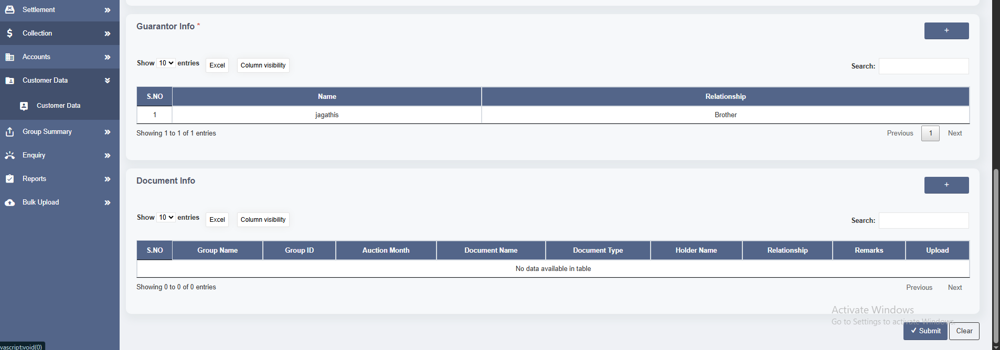 Settlement
Collection
Accounts
Customer Data
Customer Data
Group Summary
Enquiry
Reports
Bulk Upload
vascript:void(0)
Guarantor Info *
+
Show 10 entries Excel Column visibility Search:
S.NO Name Relationship
1 jagathis Brother
Showing 1 to 1 of 1 entries Previous 1 Next
Document Info
+
Show 10 entries Excel Column visibility Search:
S.NO Group Name Group ID Auction Month Document Name Document Type Holder Name Relationship Remarks Upload
No data available in table
Showing 0 to 0 of 0 entries Previous Next
Activate Windows
Go to Settings to activate Windows.
Submit Clear